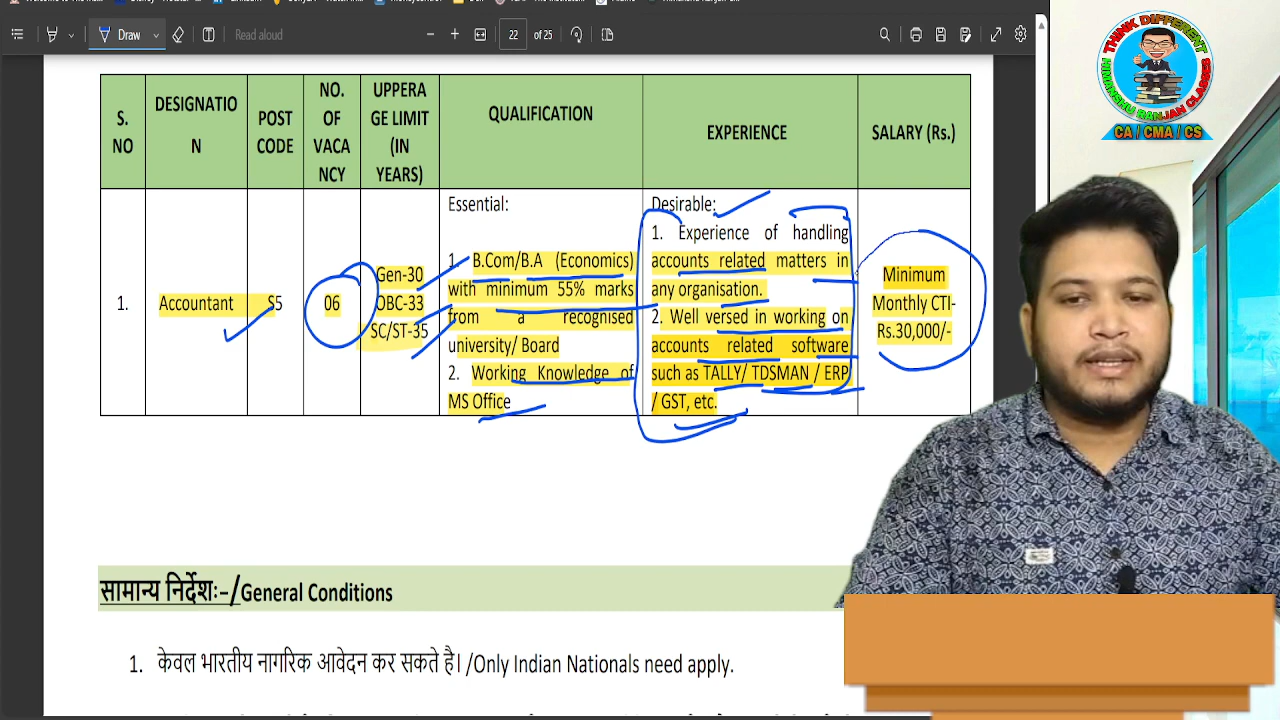 Draw
Read aloud
22 of 25
S. NO
DESIGNATIO
N
POST
CODE
NO.
OF
VACA
NCY
UPPERA
GE LIMIT
(IN
YEARS)
QUALIFICATION
EXPERIENCE
SALARY (Rs.)
1.
Accountant
S5
06
Gen-30
OBC-33
SC/ST-35
Essential:
1. B.Com/B.A (Economics)
with minimum 55% marks
from a recognised
university/ Board
2. Working Knowledge of
MS Office
Desirable:
1. Experience of handling
accounts related matters in
any organisation.
2. Well versed in working on
accounts related software
such as TALLY/ TDSMAN / ERP
/ GST, etc.
Minimum
Monthly CTI-
Rs.30,000/-
सामान्य निर्देशः-/General Conditions
1. केवल भारतीय नागरिक आवेदन कर सकते है। /Only Indian Nationals need apply.
THINK DIFFERENT
HIMANSHU RANJAN CLASSES
CA / CMA / CS